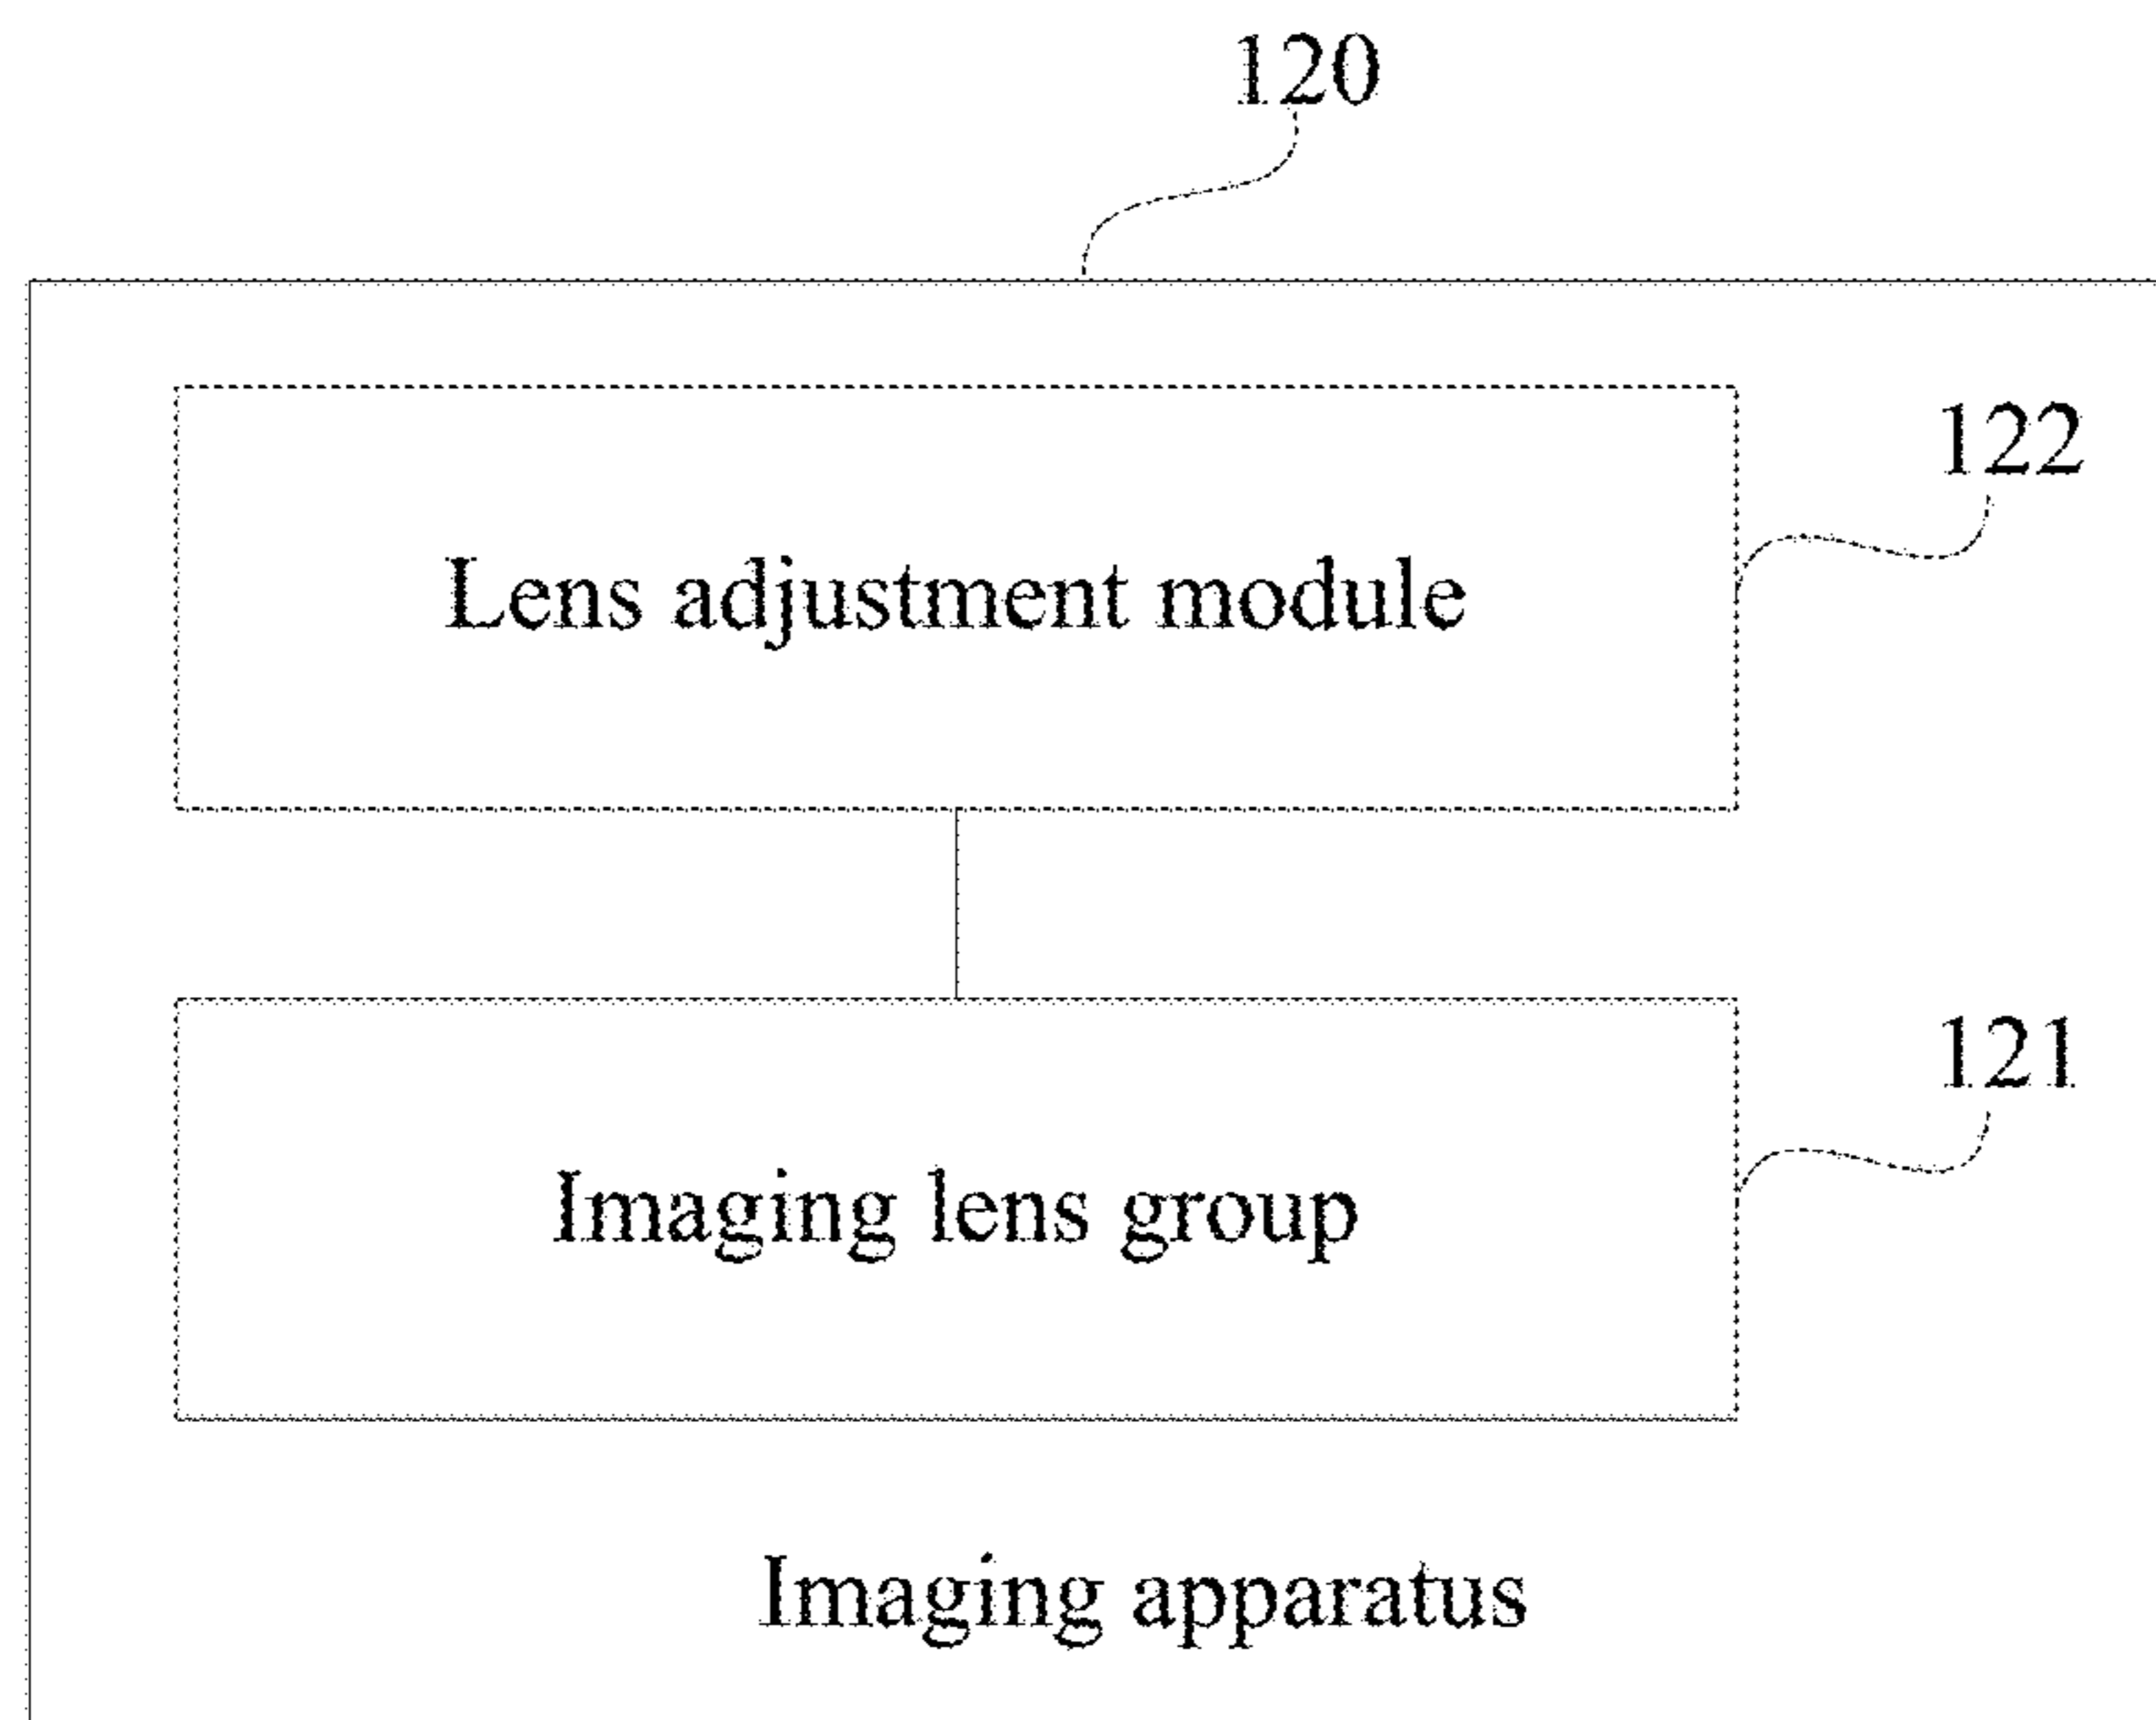 120
122
Lens adjustment module
121
Imaging lens group
Imaging apparatus